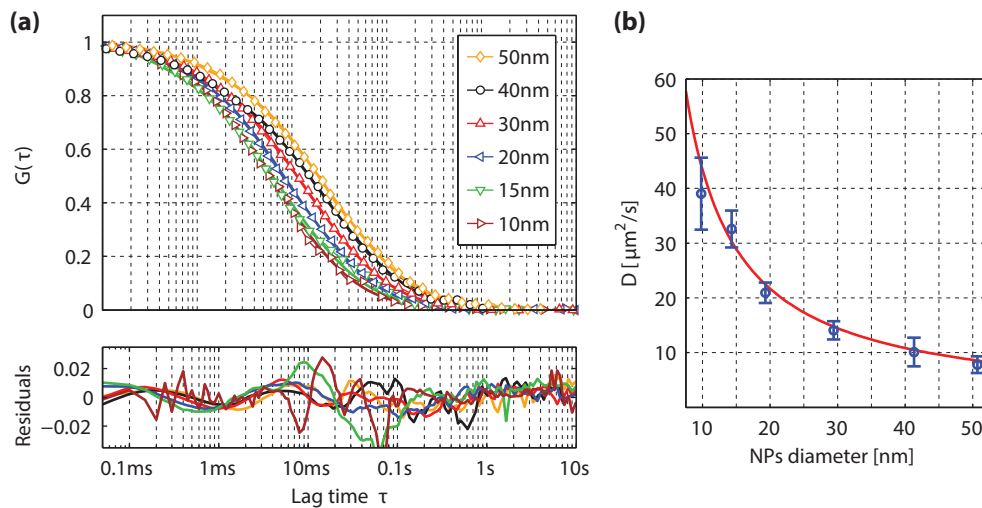 (a)
G( τ)
1
0.8
0.6
0.4
0.2
0
50nm
40nm
30nm
20nm
15nm
10nm
Residuals
0.02
0
−0.02
0.1ms 1ms 10ms 0.1s 1s 10s
Lag time τ
(b)
D [μm²/s]
60
50
40
30
20
10
10 20 30 40 50
NPs diameter [nm]